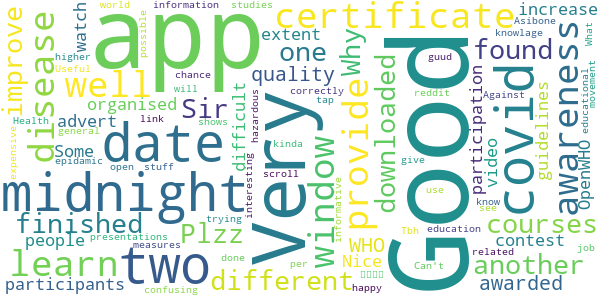 app
Good
very
midnight
date
two
covid
certificate
provide
disease
window
learn
well
awareness
different
another
courses
finished
found
downloaded
Plzz
Sir
one
improve
quality
Why
WHO
Nice
extent
organised
advert
Some
people
participants
watch
increase
participation
video
guidelines
OpenWHO
contest
awarded
difficult
Asibone
knowlage
information
studies
world
higher
possible
Useful
Health
chance
will
correctly
tap
link
shows
hazardous
general
epidamic
expensive
open
stuff
kinda
scroll
interesting
informative
trying
presentations
measures
done
per
confusing
happy
guud
reddit
give
use
Tbh
education
Can't
related
know
see
job
Against
educational
movement
What